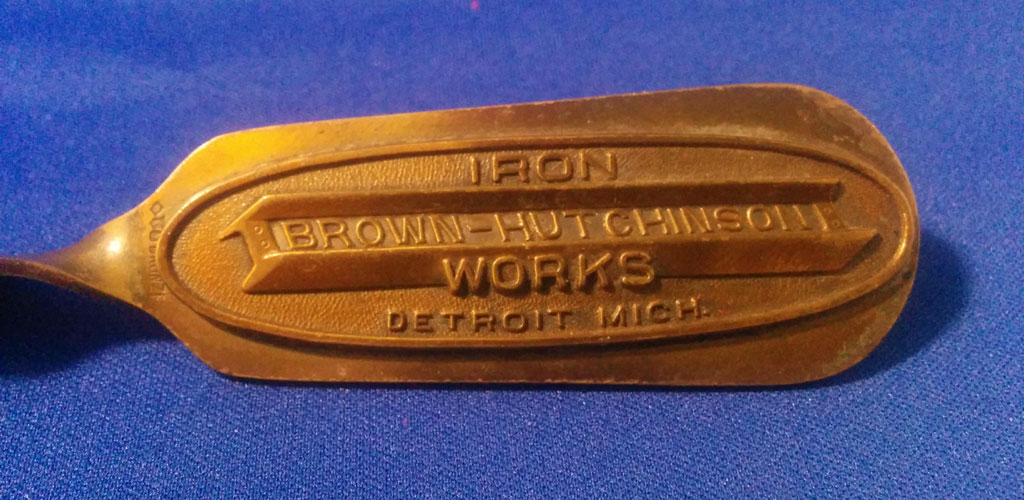 IRON
BROWN-HUTCHINSON
WORKS
DETROIT MICH.